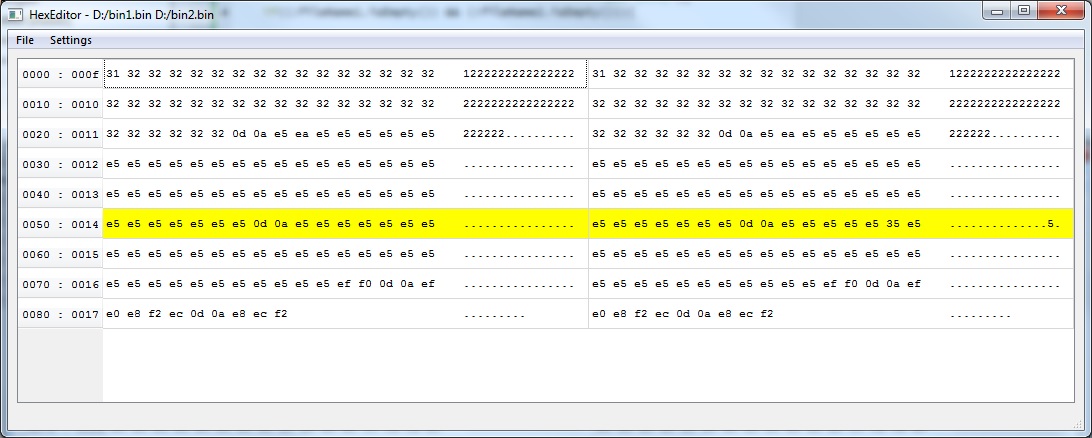 HexEditor - D:/bin1.bin D:/bin2.bin
File Settings
0000 : 000f 31 32 32 32 32 32 32 32 32 32 32 32 32 32 32 32 1222222222222222 31 32 32 32 32 32 32 32 32 32 32 32 32 32 32 32 1222222222222222
0010 : 0010 32 32 32 32 32 32 32 32 32 32 32 32 32 32 32 32 2222222222222222 32 32 32 32 32 32 32 32 32 32 32 32 32 32 32 32 2222222222222222
0020 : 0011 32 32 32 32 32 32 0d 0a e5 ea e5 e5 e5 e5 e5 e5 222222.......... 32 32 32 32 32 32 0d 0a e5 ea e5 e5 e5 e5 e5 e5 222222..........
0030 : 0012 e5 e5 e5 e5 e5 e5 e5 e5 e5 e5 e5 e5 e5 e5 e5 e5 ................ e5 e5 e5 e5 e5 e5 e5 e5 e5 e5 e5 e5 e5 e5 e5 e5 ................
0040 : 0013 e5 e5 e5 e5 e5 e5 e5 e5 e5 e5 e5 e5 e5 e5 e5 e5 ................ e5 e5 e5 e5 e5 e5 e5 e5 e5 e5 e5 e5 e5 e5 e5 e5 ................
0050 : 0014 e5 e5 e5 e5 e5 e5 e5 0d 0a e5 e5 e5 e5 e5 e5 e5 ................ e5 e5 e5 e5 e5 e5 e5 0d 0a e5 e5 e5 e5 e5 35 e5 ..............5.
0060 : 0015 e5 e5 e5 e5 e5 e5 e5 e5 e5 e5 e5 e5 e5 e5 e5 e5 ................ e5 e5 e5 e5 e5 e5 e5 e5 e5 e5 e5 e5 e5 e5 e5 e5 ................
0070 : 0016 e5 e5 e5 e5 e5 e5 e5 e5 e5 e5 e5 ef f0 0d 0a ef ................ e5 e5 e5 e5 e5 e5 e5 e5 e5 e5 e5 ef f0 0d 0a ef ................
0080 : 0017 e0 e8 f2 ec 0d 0a e8 ec f2 ......... e0 e8 f2 ec 0d 0a e8 ec f2 .........